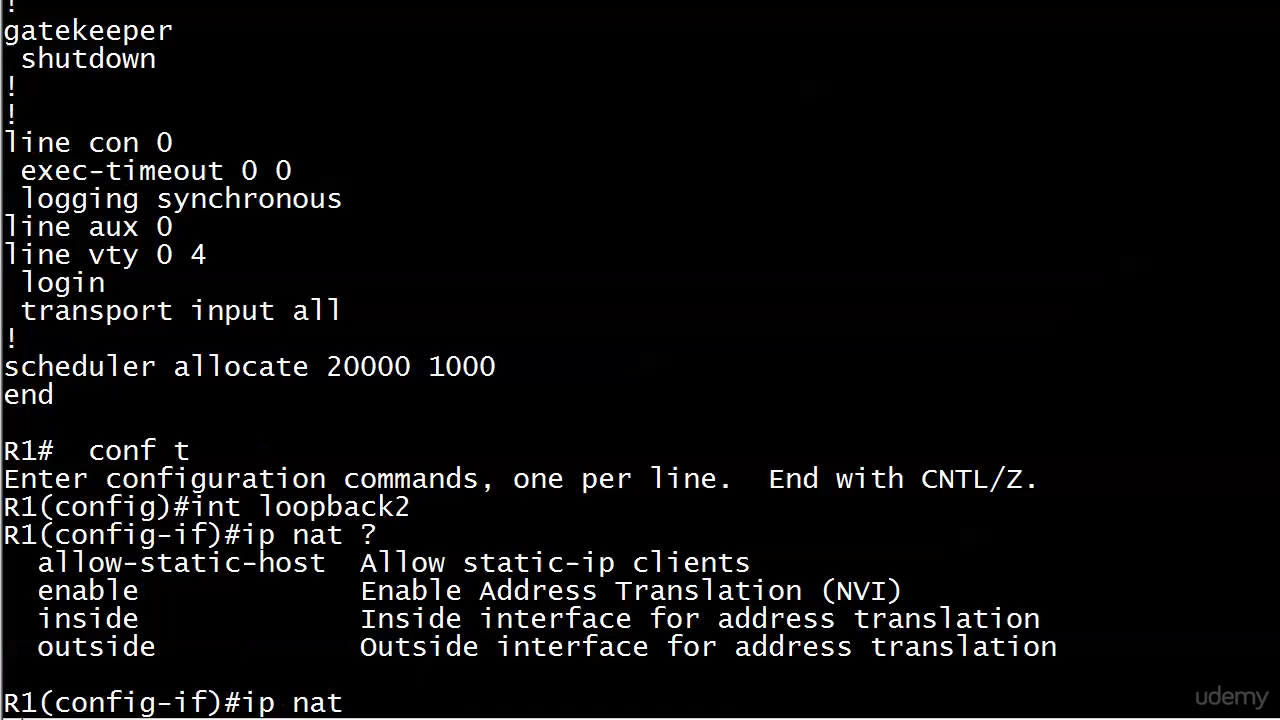 !
gatekeeper
 shutdown
!
!
line con 0
 exec-timeout 0 0
 logging synchronous
line aux 0
line vty 0 4
 login
 transport input all
!
scheduler allocate 20000 1000
end

R1#  conf t
Enter configuration commands, one per line.  End with CNTL/Z.
R1(config)#int loopback2
R1(config-if)#ip nat ?
  allow-static-host  Allow static-ip clients
  enable             Enable Address Translation (NVI)
  inside             Inside interface for address translation
  outside            Outside interface for address translation

R1(config-if)#ip nat
udemy